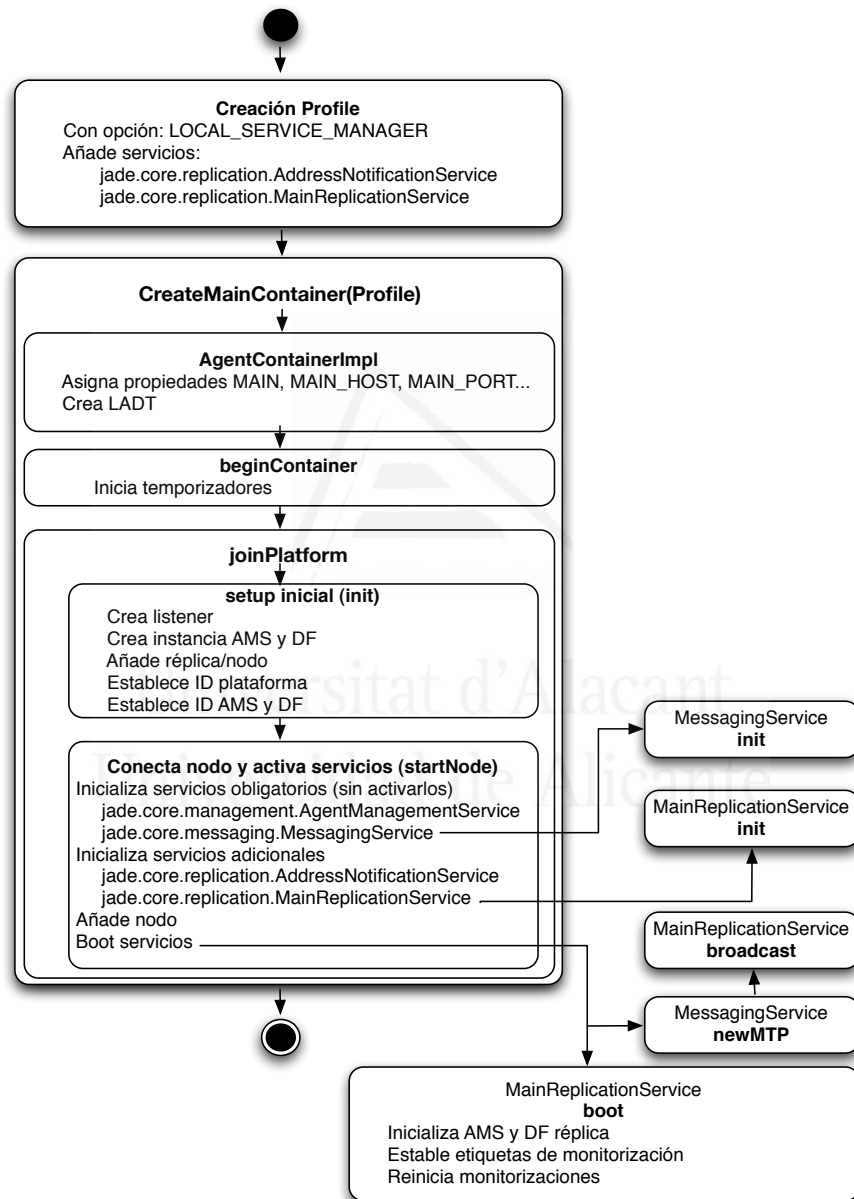 Creación Profile
Con opción: LOCAL_SERVICE_MANAGER
Añade servicios:
jade.core.replication.AddressNotificationService
jade.core.replication.MainReplicationService
CreateMainContainer(Profile)
AgentContainerImpl
Asigna propiedades MAIN, MAIN_HOST, MAIN_PORT...
Crea LADT
beginContainer
Inicia temporizadores
joinPlatform
setup inicial (init)
Crea listener
Crea instancia AMS y DF
Añade réplica/nodo
Establece ID plataforma
Establece ID AMS y DF
Universitat d'Alacant
Universidad de Alicante
Conecta nodo y activa servicios (startNode)
Inicializa servicios obligatorios (sin activarlos)
jade.core.management.AgentManagementService
jade.core.messaging.MessagingService
Inicializa servicios adicionales
jade.core.replication.AddressNotificationService
jade.core.replication.MainReplicationService
Añade nodo
Boot servicios
MessagingService
init
MainReplicationService
init
MainReplicationService
broadcast
MessagingService
newMTP
MainReplicationService
boot
Inicializa AMS y DF réplica
Estable etiquetas de monitorización
Reinicia monitorizaciones